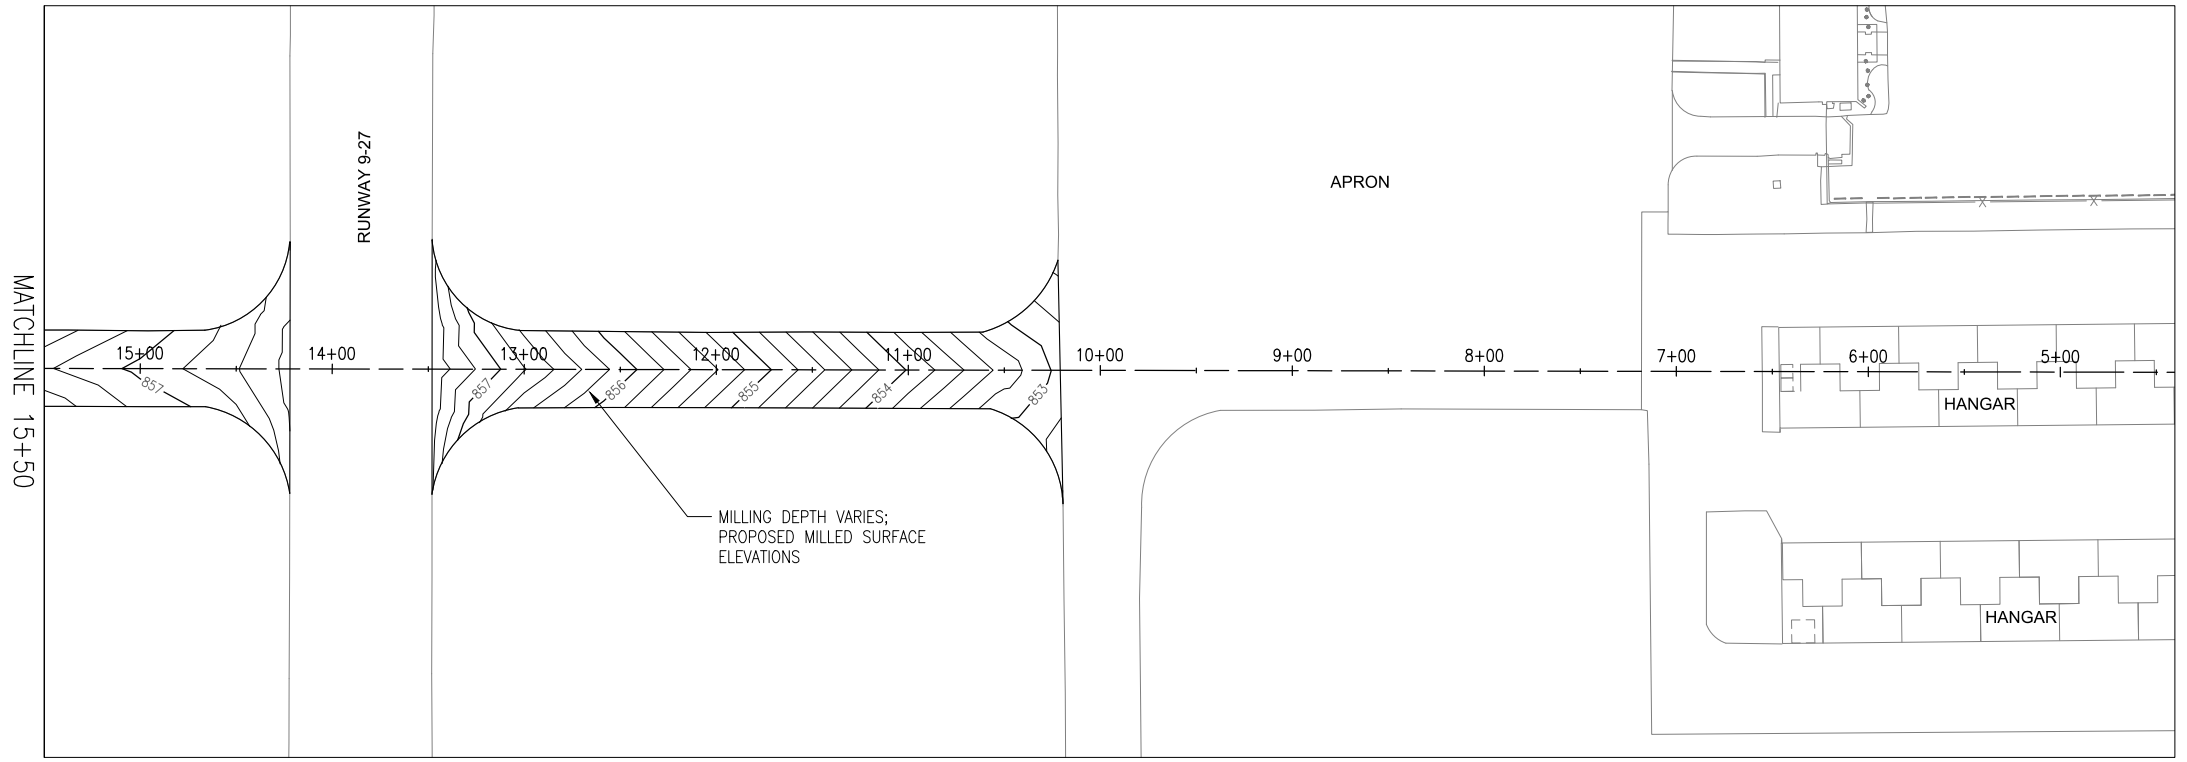 MATCHLINE 15+50
RUNWAY 9-27
APRON
15+00
14+00
13+00
12+00
11+00
10+00
9+00
8+00
7+00
6+00
5+00
857
857
856
855
854
853
HANGAR
MILLING DEPTH VARIES;
PROPOSED MILLED SURFACE
ELEVATIONS
HANGAR
X
X